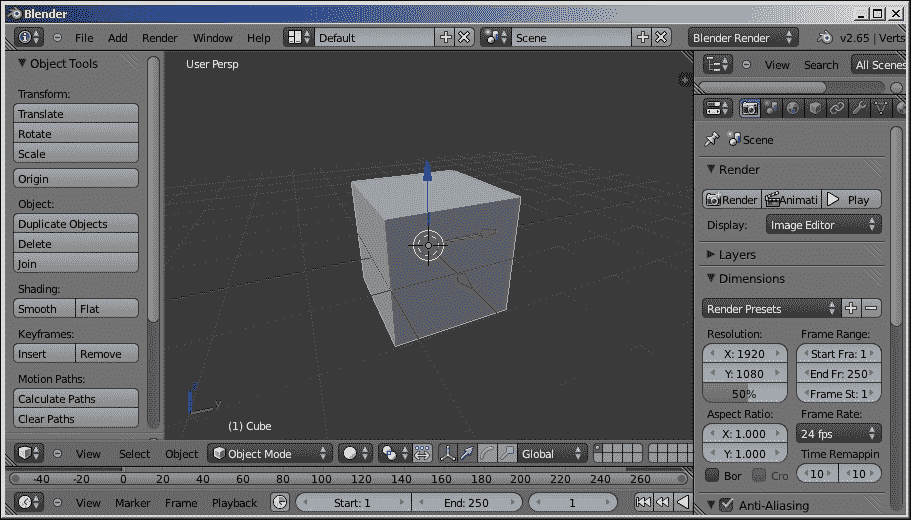 Blender
File Add Render Window Help Default Scene Blender Render v2.65 | Verts
Object Tools
Transform:
Translate
Rotate
Scale
Origin
Object:
Duplicate Objects
Delete
Join
Shading:
Smooth Flat
Keyframes:
Insert Remove
Motion Paths:
Calculate Paths
Clear Paths
User Persp
(1) Cube
View Select Object Object Mode Global
View Search All Scenes
Scene
Render
Render Animati Play
Display: Image Editor
Layers
Dimensions
Render Presets
Resolution: Frame Range:
X: 1920 Start Fra: 1
Y: 1080 End Fr: 250
50% Frame St: 1
Aspect Ratio: Frame Rate:
X: 1.000 24 fps
Y: 1.000 Time Remappin
Bor Cro 10 10
Anti-Aliasing
-40 -20 0 20 40 60 80 100 120 140 160 180 200 220 240 260
View Marker Frame Playback Start: 1 End: 250 1